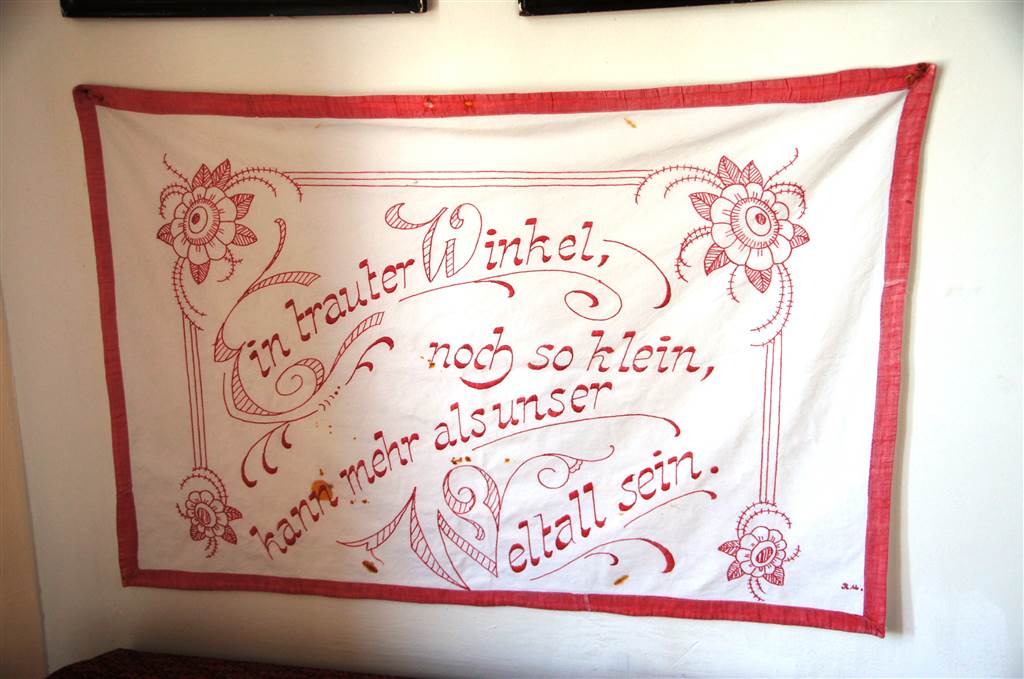 Ein trauter Winkel,
noch so klein,
kann mehr als unser
Weltall sein.